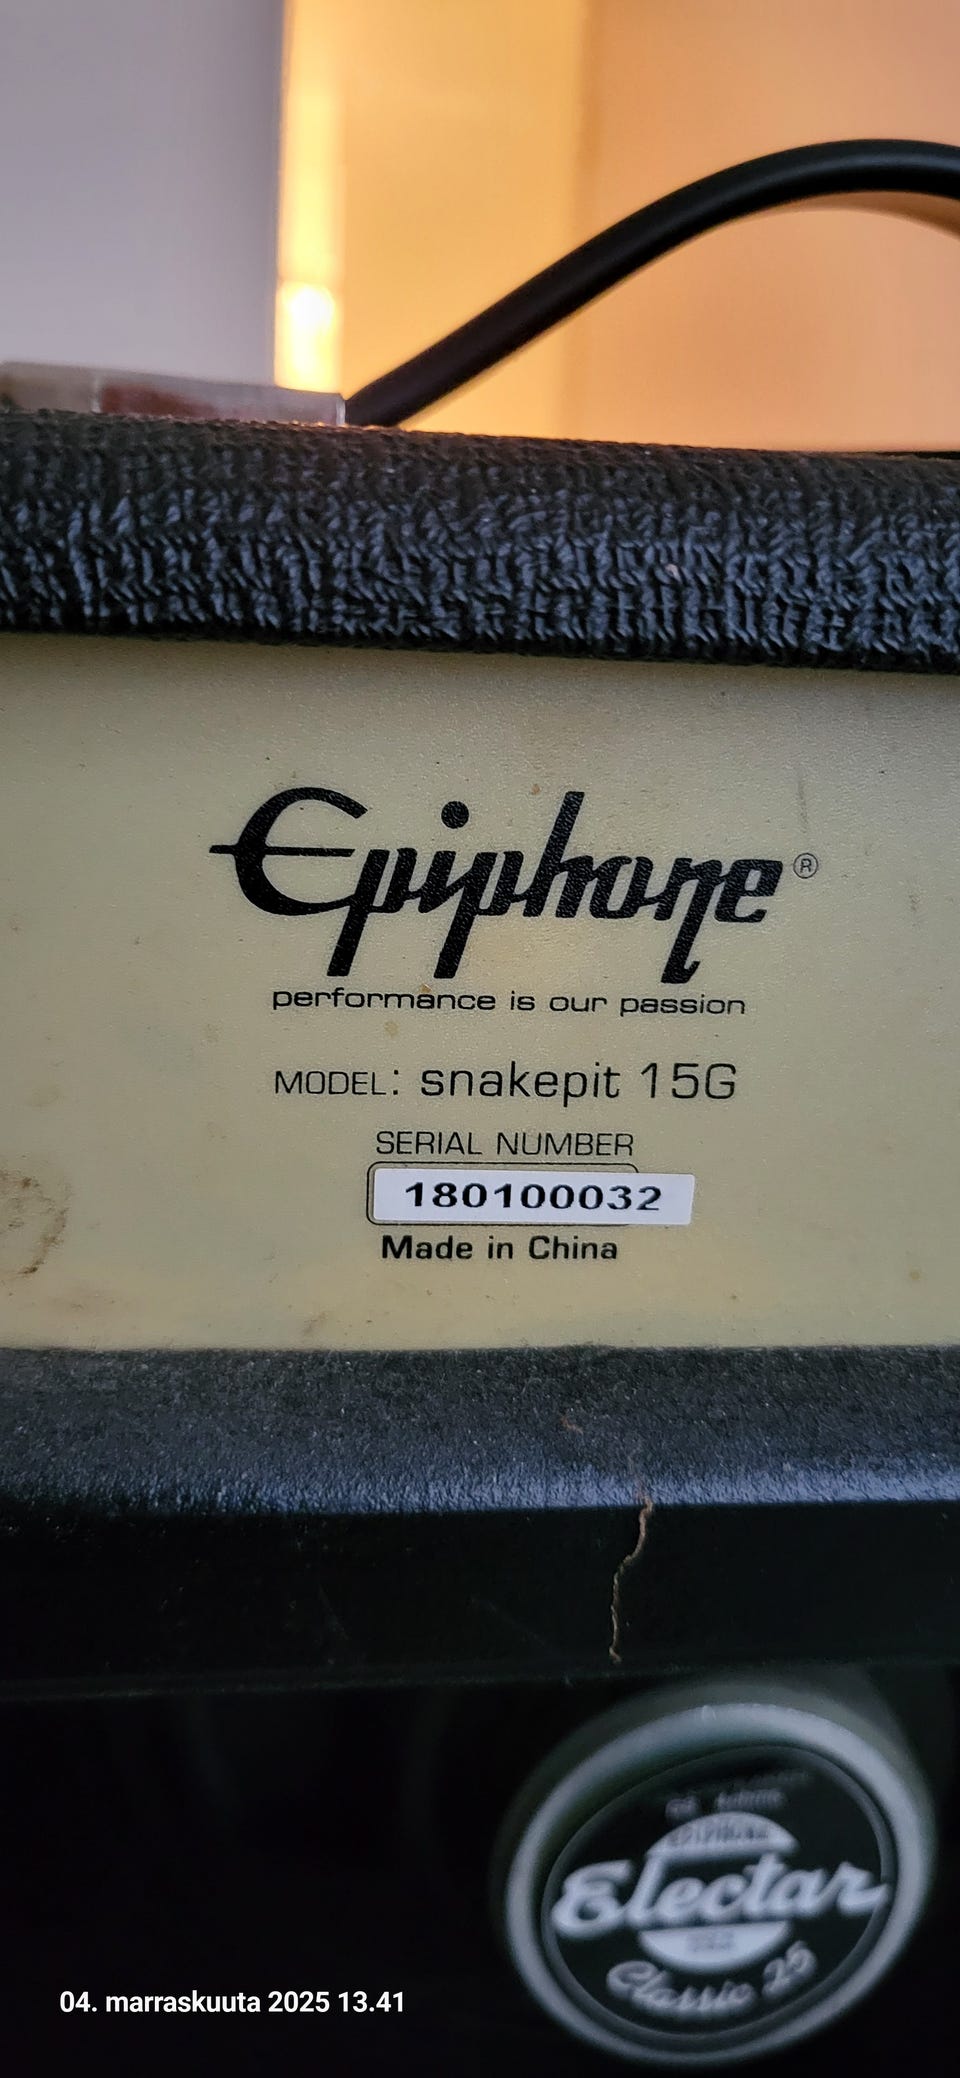 Epiphone®
performance is our passion
MODEL: snakepit 15G
SERIAL NUMBER
180100032
Made in China
EPIPHONE
Electar
Classic 25
04. marraskuuta 2025 13.41